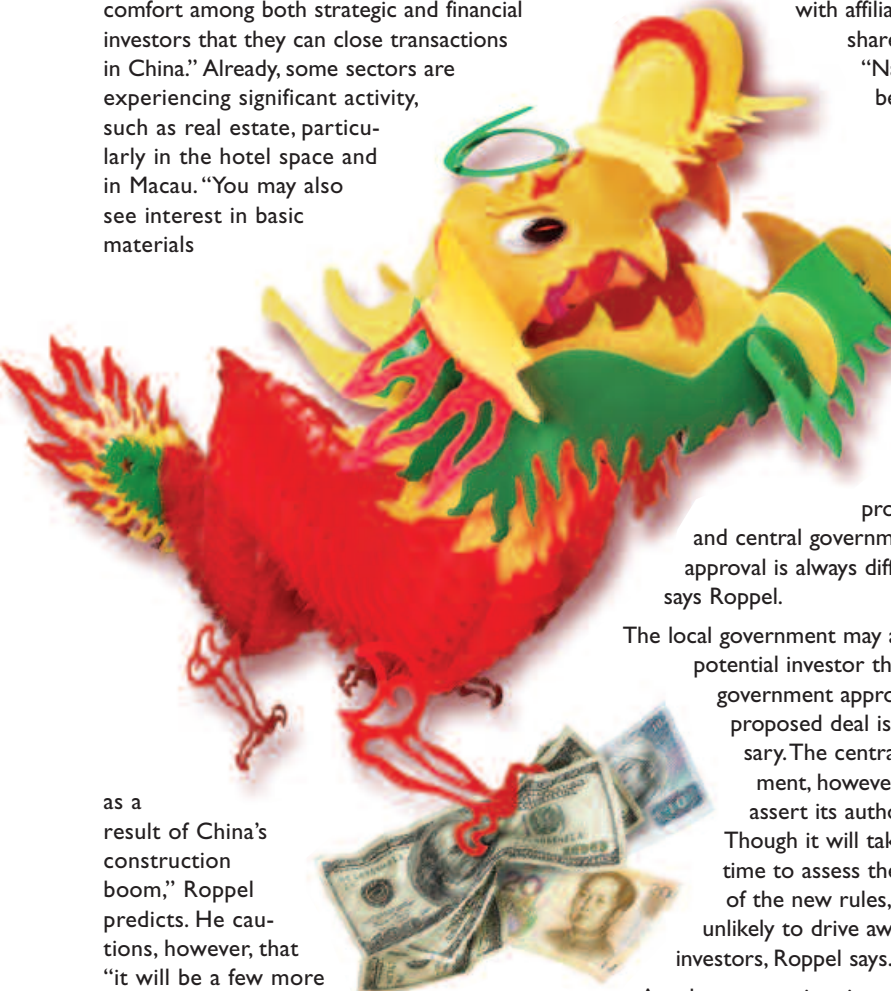 comfort among both strategic and financial
investors that they can close transactions
in China.” Already, some sectors are
experiencing significant activity,
such as real estate, particu-
larly in the hotel space and
in Macau. “You may also
see interest in basic
materials
as a
result of China’s
construction
boom,” Roppel
predicts. He cau-
tions, however, that
“it will be a few more
with affilia
share
be
pro
and central governm
approval is always diff
says Roppel.
The local government may a
potential investor th
government appro
proposed deal is
sary. The centra
ment, howeve
assert its autho
Though it will tak
time to assess the
of the new rules,
unlikely to drive aw
investors, Roppel says.
20
10